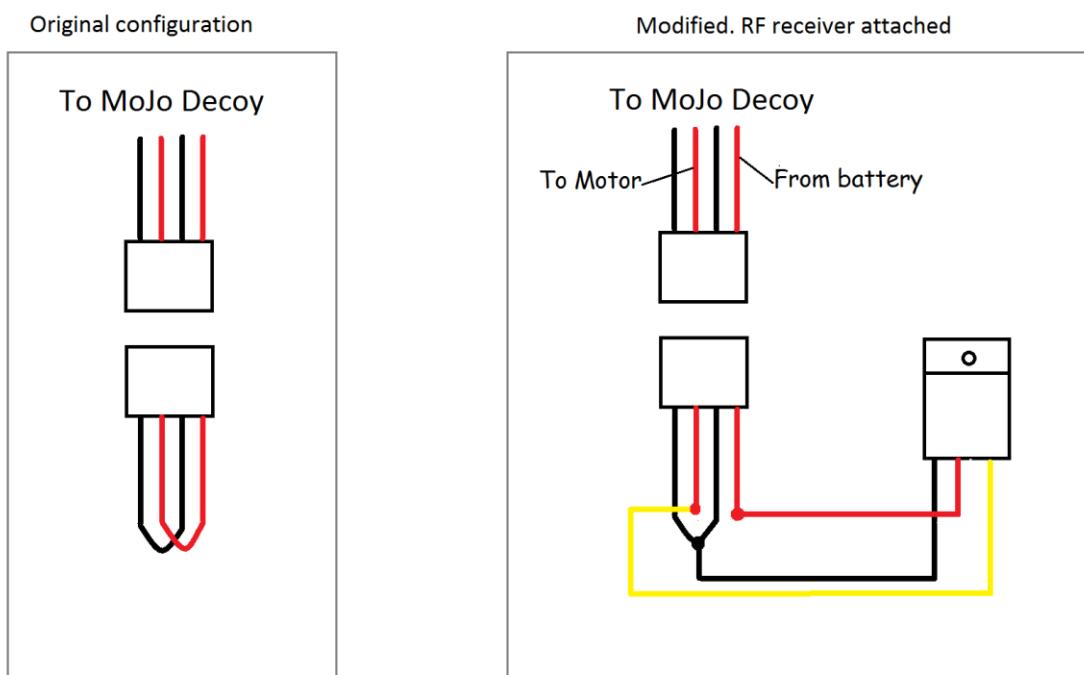 Original configuration
To MoJo Decoy
Modified. RF receiver attached
To MoJo Decoy
To Motor
From battery